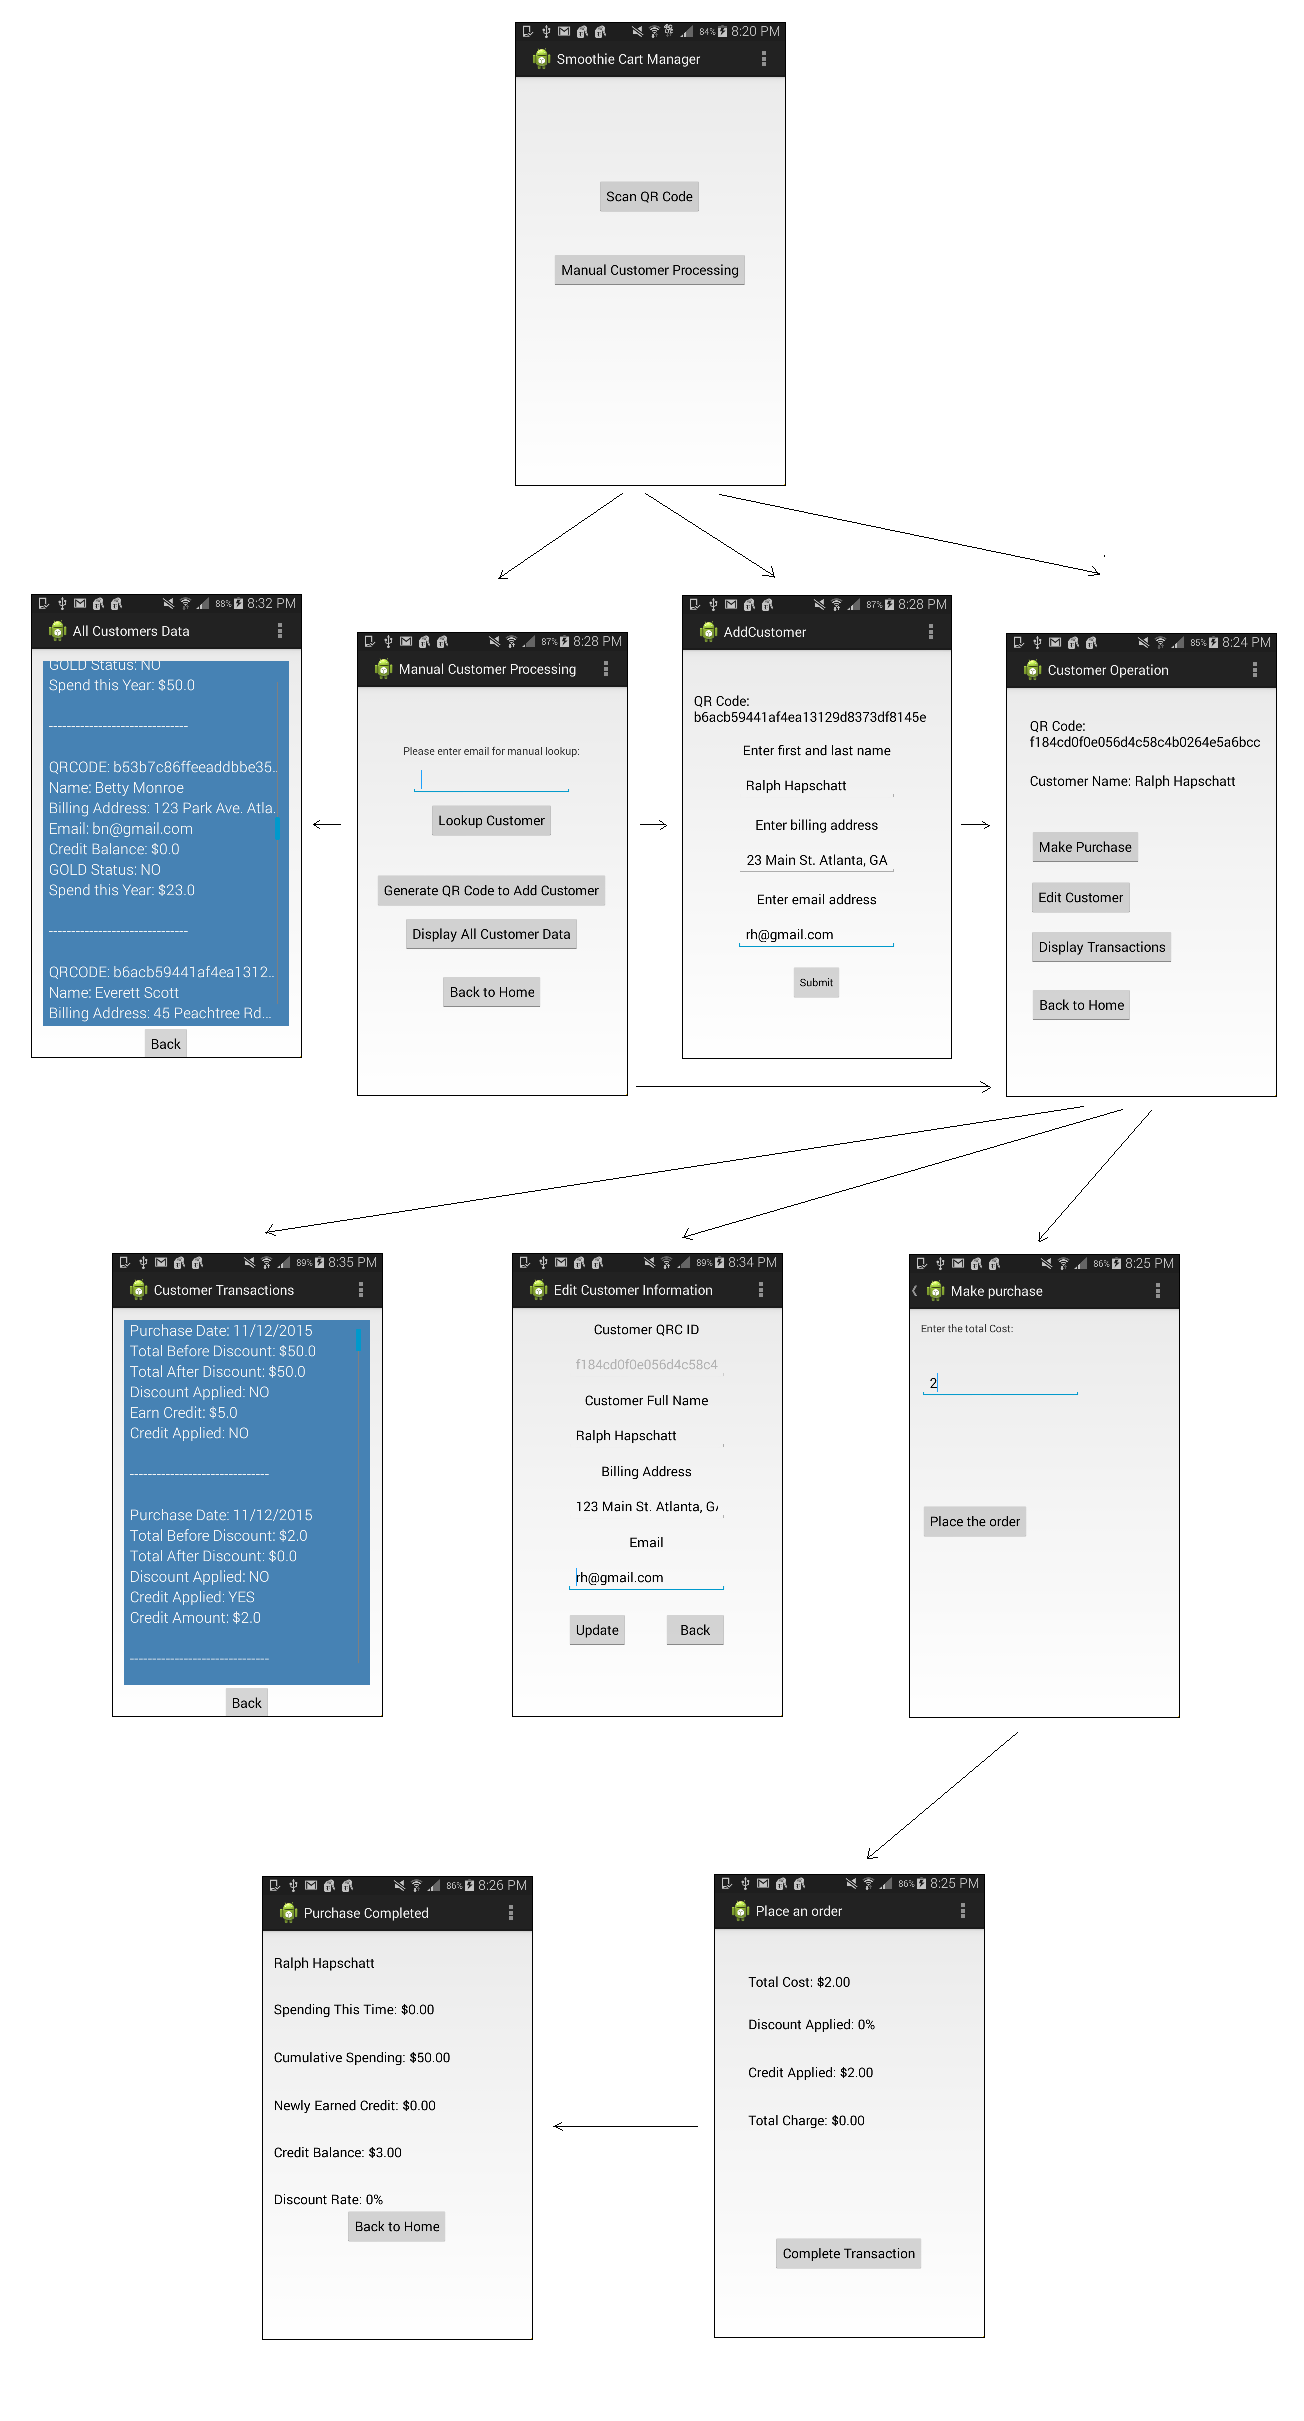 84% 8:20 PM
Smoothie Cart Manager
Scan QR Code
Manual Customer Processing
88% 8:32 PM
All Customers Data
GOLD Status: NO
Spend this Year: $50.0
-------------------------------
QRCODE: b53b7c86ffeeaddbbe35..
Name: Betty Monroe
Billing Address: 123 Park Ave. Atla.
Email: bn@gmail.com
Credit Balance: $0.0
GOLD Status: NO
Spend this Year: $23.0
-------------------------------
QRCODE: b6acb59441af4ea1312..
Name: Everett Scott
Billing Address: 45 Peachtree Rd...
Back
87% 8:28 PM
Manual Customer Processing
Please enter email for manual lookup:
Lookup Customer
Generate QR Code to Add Customer
Display All Customer Data
Back to Home
87% 8:28 PM
AddCustomer
QR Code:
b6acb59441af4ea13129d8373df8145e
Enter first and last name
Ralph Hapschatt
Enter billing address
23 Main St. Atlanta, GA
Enter email address
rh@gmail.com
Submit
85% 8:24 PM
Customer Operation
QR Code:
f184cd0f0e056d4c58c4b0264e5a6bcc
Customer Name: Ralph Hapschatt
Make Purchase
Edit Customer
Display Transactions
Back to Home
89% 8:35 PM
Customer Transactions
Purchase Date: 11/12/2015
Total Before Discount: $50.0
Total After Discount: $50.0
Discount Applied: NO
Earn Credit: $5.0
Credit Applied: NO
-------------------------------
Purchase Date: 11/12/2015
Total Before Discount: $2.0
Total After Discount: $0.0
Discount Applied: NO
Credit Applied: YES
Credit Amount: $2.0
-------------------------------
Back
89% 8:34 PM
Edit Customer Information
Customer QRC ID
f184cd0f0e056d4c58c4
Customer Full Name
Ralph Hapschatt
Billing Address
123 Main St. Atlanta, GA
Email
rh@gmail.com
Update Back
86% 8:25 PM
Make purchase
Enter the total Cost:
2
Place the order
86% 8:26 PM
Purchase Completed
Ralph Hapschatt
Spending This Time: $0.00
Cumulative Spending: $50.00
Newly Earned Credit: $0.00
Credit Balance: $3.00
Discount Rate: 0%
Back to Home
86% 8:25 PM
Place an order
Total Cost: $2.00
Discount Applied: 0%
Credit Applied: $2.00
Total Charge: $0.00
Complete Transaction